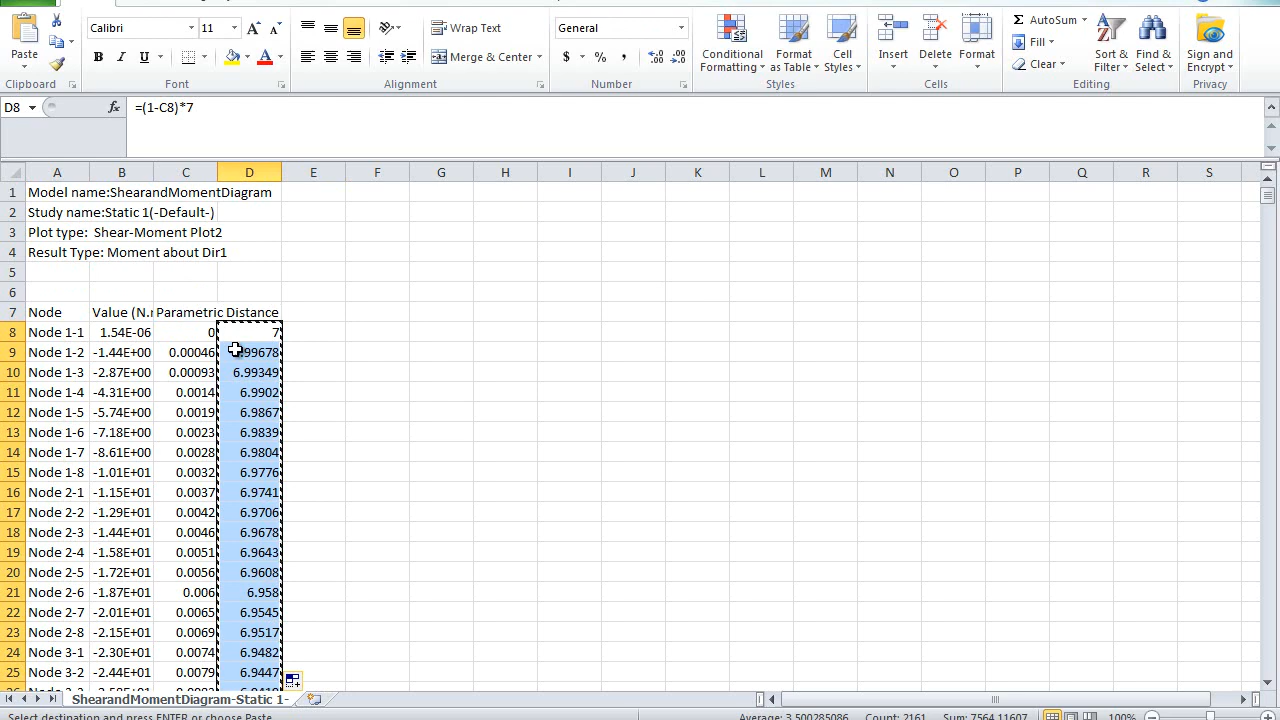 Calibri 11 Wrap Text General AutoSum
Paste Merge & Center Conditional Formatting Format as Table Cell Styles Insert Delete Format Fill Clear Sort & Filter Find & Select Sign and Encrypt
Clipboard Font Alignment Number Styles Cells Editing Privacy
D8 fx =(1-C8)*7
A B C D E F G H I J K L M N O P Q R S
1 Model name:ShearandMomentDiagram
2 Study name:Static 1(-Default-)
3 Plot type: Shear-Moment Plot2
4 Result Type: Moment about Dir1
5
6
7 Node Value (N.m Parametric Distance
8 Node 1-1 1.54E-06 0 7
9 Node 1-2 -1.44E+00 0.00046 .99678
10 Node 1-3 -2.87E+00 0.00093 6.99349
11 Node 1-4 -4.31E+00 0.0014 6.9902
12 Node 1-5 -5.74E+00 0.0019 6.9867
13 Node 1-6 -7.18E+00 0.0023 6.9839
14 Node 1-7 -8.61E+00 0.0028 6.9804
15 Node 1-8 -1.01E+01 0.0032 6.9776
16 Node 2-1 -1.15E+01 0.0037 6.9741
17 Node 2-2 -1.29E+01 0.0042 6.9706
18 Node 2-3 -1.44E+01 0.0046 6.9678
19 Node 2-4 -1.58E+01 0.0051 6.9643
20 Node 2-5 -1.72E+01 0.0056 6.9608
21 Node 2-6 -1.87E+01 0.006 6.958
22 Node 2-7 -2.01E+01 0.0065 6.9545
23 Node 2-8 -2.15E+01 0.0069 6.9517
24 Node 3-1 -2.30E+01 0.0074 6.9482
25 Node 3-2 -2.44E+01 0.0079 6.9447
ShearandMomentDiagram-Static 1-
Select destination and press ENTER or choose Paste Average: 3.500285086 Count: 2161 Sum: 7564.11607 100%